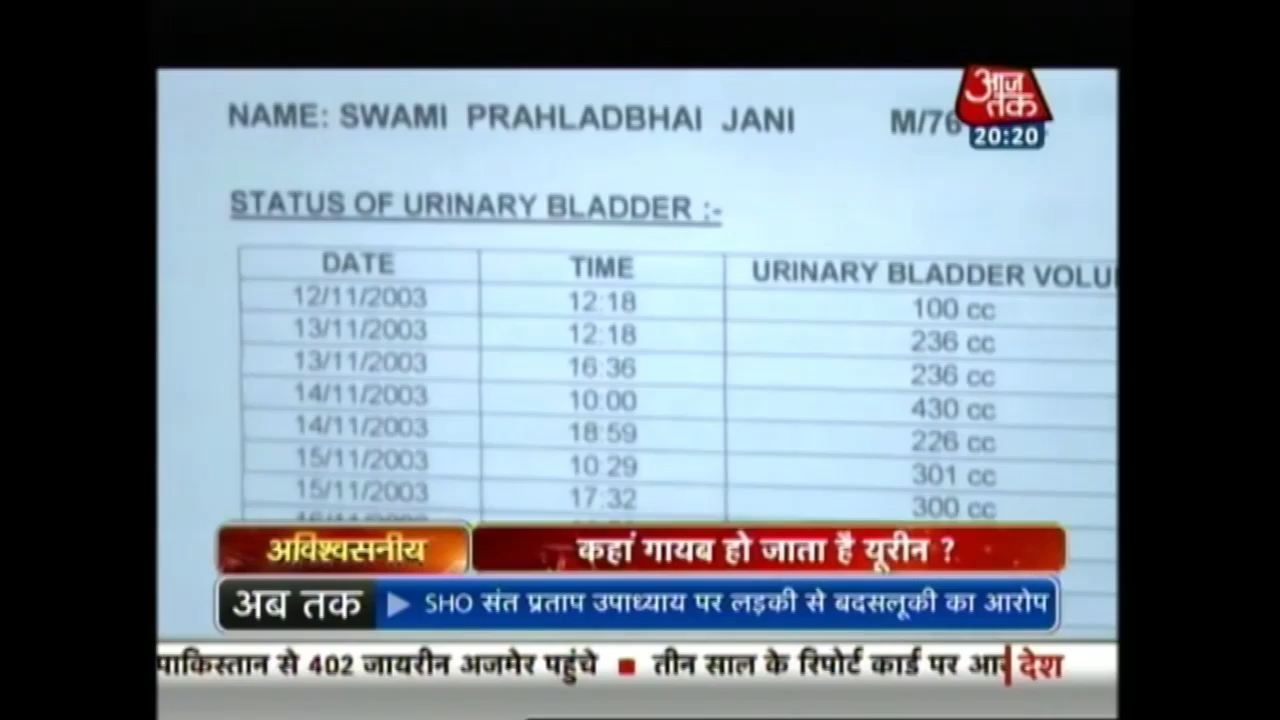 आज
तक
20:20
NAME: SWAMI PRAHLADBHAI JANI M/76
STATUS OF URINARY BLADDER :-
DATE TIME URINARY BLADDER VOLU
12/11/2003 12:18 100 cc
13/11/2003 12:18 236 cc
13/11/2003 16:36 236 cc
14/11/2003 10:00 430 cc
14/11/2003 18:59 226 cc
15/11/2003 10:29 301 cc
15/11/2003 17:32 300 cc
अविश्वसनीय कहां गायब हो जाता है यूरीन ?
अब तक SHO संत प्रताप उपाध्याय पर लड़की से बदसलूकी का आरोप
पाकिस्तान से 402 जायरीन अजमेर पहुंचे ■ तीन साल के रिपोर्ट कार्ड पर देश